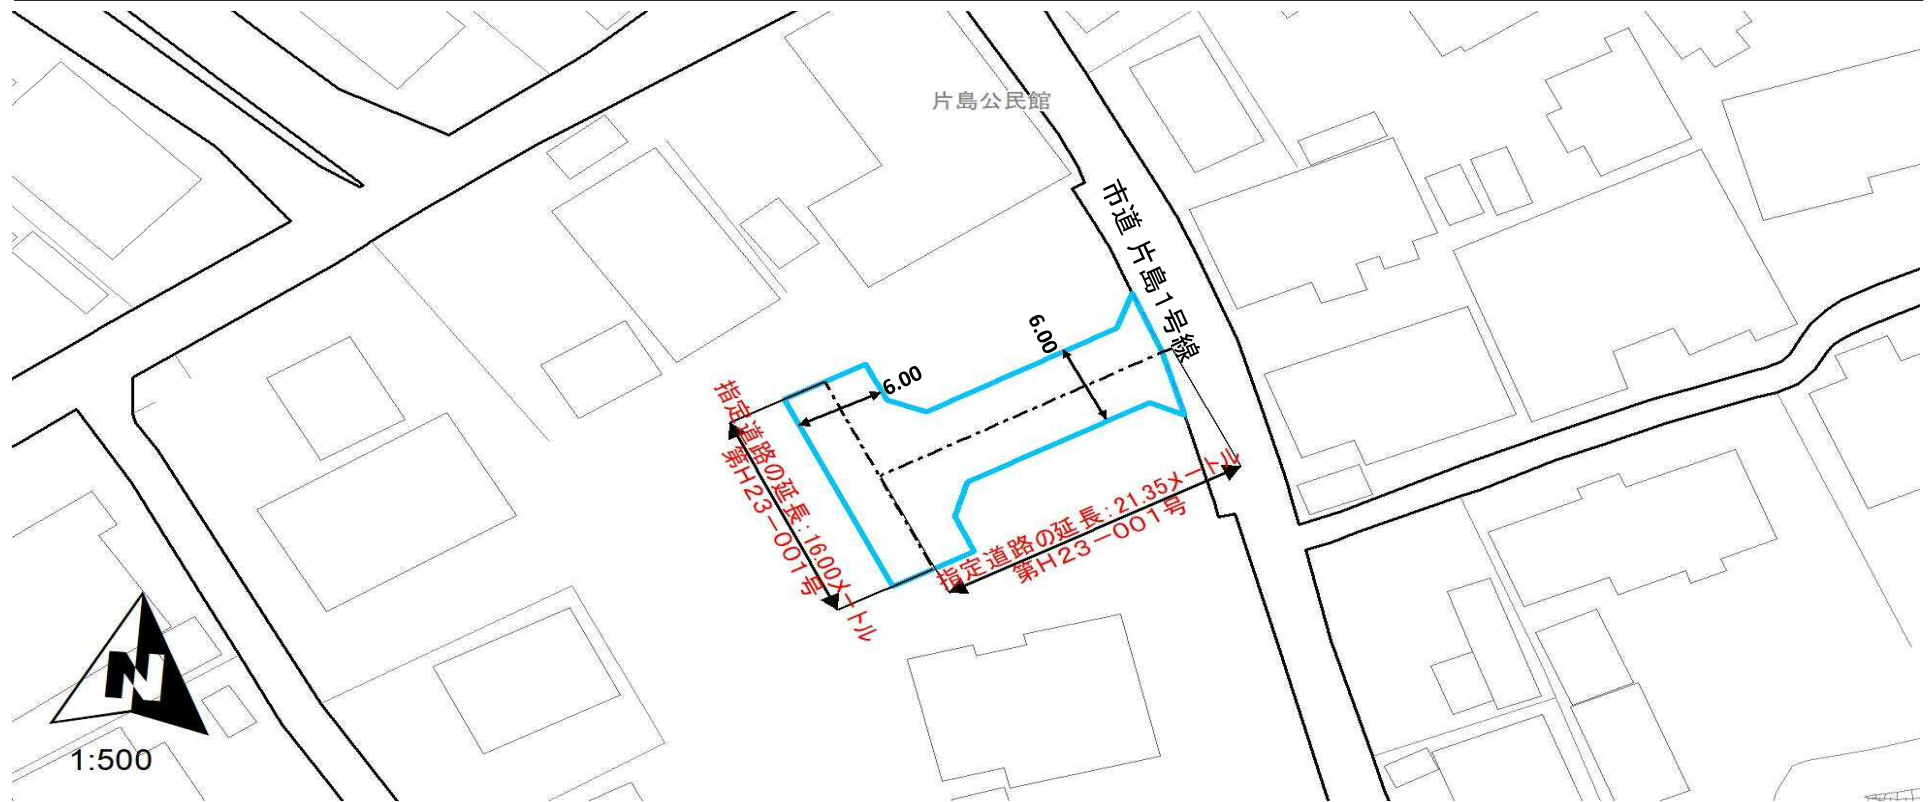 片島公民館
市道 片島1号線
6.00
6.00
指定道路の延長:16.00メートル
第H23-001号
指定道路の延長:21.35メートル
第H23-001号
N
1:500